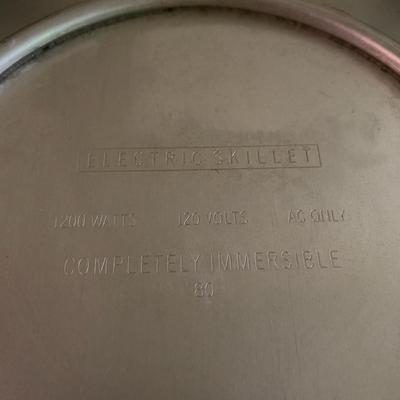 ELECTRIC SKILLET
1200 WATTS 120 VOLTS AC ONLY
COMPLETELY IMMERSIBLE
80